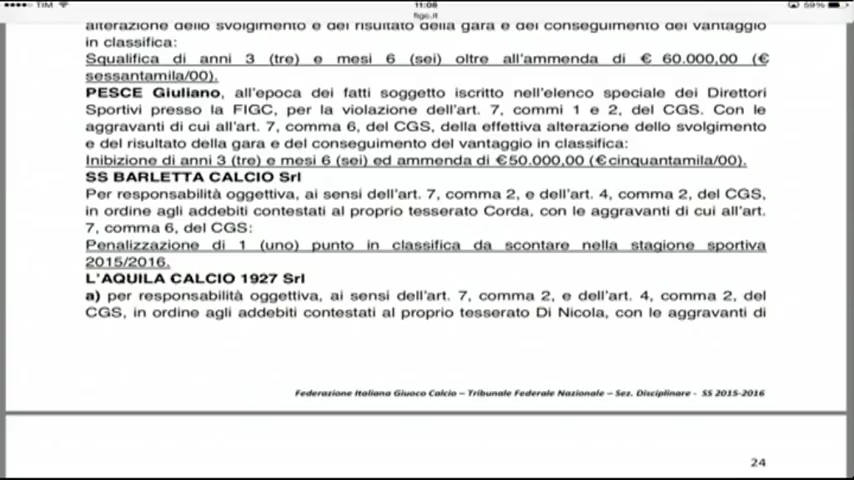 TIM
11:08
59%
figc.it
alterazione dello svolgimento e del risultato della gara e del conseguimento del vantaggio
in classifica:
Squalifica di anni 3 (tre) e mesi 6 (sei) oltre all'ammenda di € 60.000,00 (€
sessantamila/00).
PESCE Giuliano, all'epoca dei fatti soggetto iscritto nell'elenco speciale dei Direttori
Sportivi presso la FIGC, per la violazione dell'art. 7, commi 1 e 2, del CGS. Con le
aggravanti di cui all'art. 7, comma 6, del CGS, della effettiva alterazione dello svolgimento
e del risultato della gara e del conseguimento del vantaggio in classifica:
Inibizione di anni 3 (tre) e mesi 6 (sei) ed ammenda di €50.000,00 (€cinquantamila/00).
SS BARLETTA CALCIO Srl
Per responsabilità oggettiva, ai sensi dell'art. 7, comma 2, e dell'art. 4, comma 2, del CGS,
in ordine agli addebiti contestati al proprio tesserato Corda, con le aggravanti di cui all'art.
7, comma 6, del CGS:
Penalizzazione di 1 (uno) punto in classifica da scontare nella stagione sportiva
2015/2016.
L'AQUILA CALCIO 1927 Srl
a) per responsabilità oggettiva, ai sensi dell'art. 7, comma 2, e dell'art. 4, comma 2, del
CGS, in ordine agli addebiti contestati al proprio tesserato Di Nicola, con le aggravanti di
Federazione Italiana Giuoco Calcio – Tribunale Federale Nazionale – Sez. Disciplinare - SS 2015-2016
24